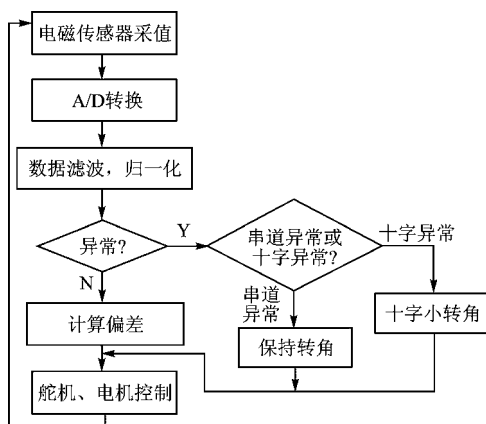 电磁传感器采值
A/D转换
数据滤波，归一化
异常?
Y
串道异常或
十字异常?
十字异常
N
串道
异常
计算偏差
保持转角
十字小转角
舵机、电机控制